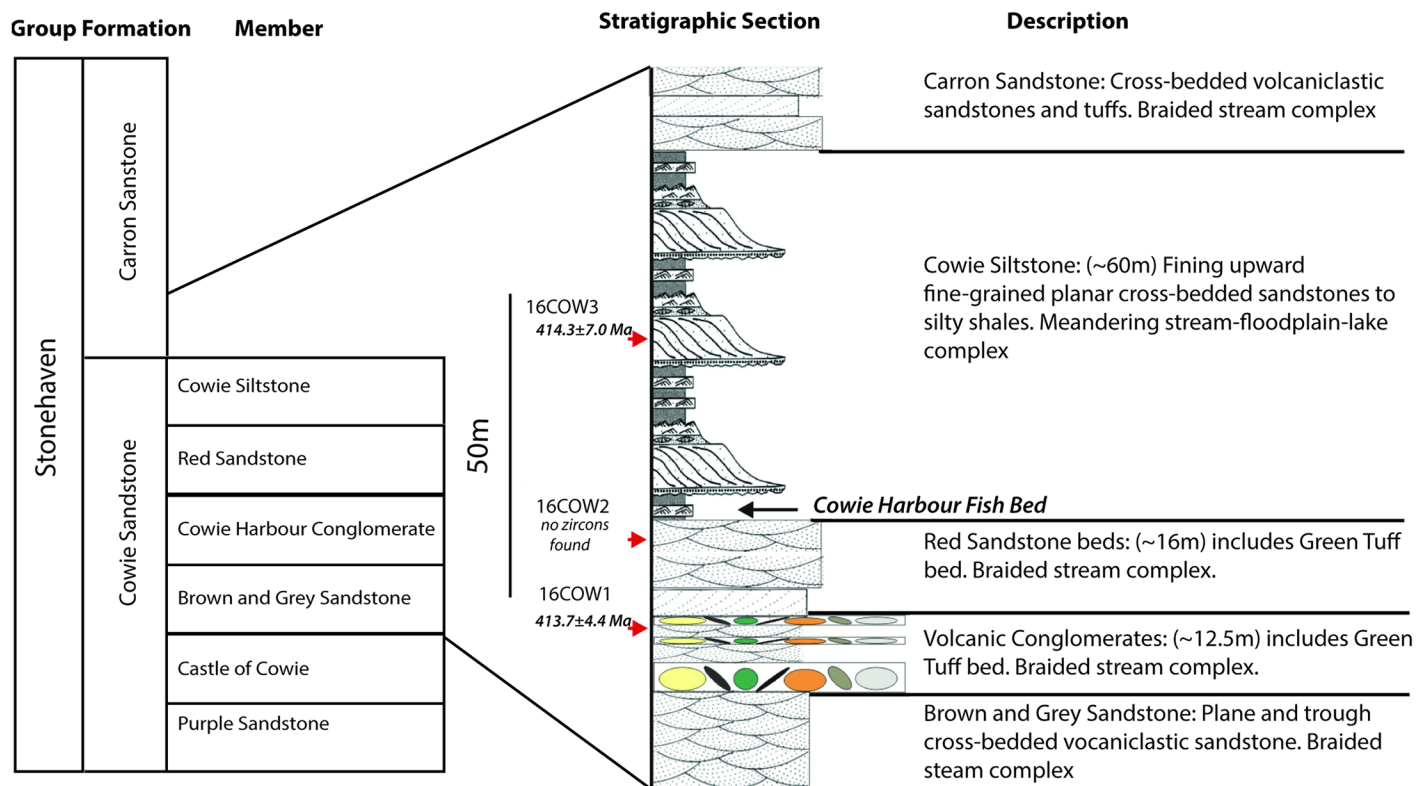 Group Formation Member
Stratigraphic Section
Description
Stonehaven
Carron Sanstone
Cowie Sandstone
Cowie Siltstone
Red Sandstone
Cowie Harbour Conglomerate
Brown and Grey Sandstone
Castle of Cowie
Purple Sandstone
50m
16COW3
414.3±7.0 Ma
16COW2
no zircons
found
16COW1
413.7±4.4 Ma
Cowie Harbour Fish Bed
Carron Sandstone: Cross-bedded volcaniclastic
sandstones and tuffs. Braided stream complex
Cowie Siltstone: (~60m) Fining upward
fine-grained planar cross-bedded sandstones to
silty shales. Meandering stream-floodplain-lake
complex
Red Sandstone beds: (~16m) includes Green Tuff
bed. Braided stream complex.
Volcanic Conglomerates: (~12.5m) includes Green
Tuff bed. Braided stream complex.
Brown and Grey Sandstone: Plane and trough
cross-bedded vocaniclastic sandstone. Braided
steam complex